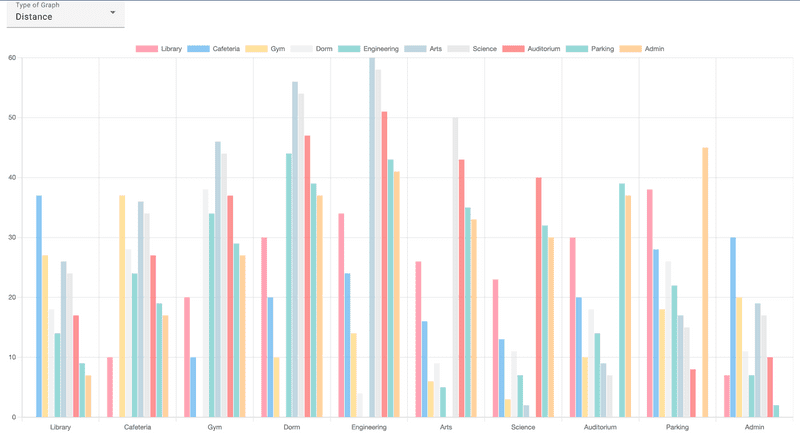 Type of Graph
Distance
Library Cafeteria Gym Dorm Engineering Arts Science Auditorium Parking Admin
60
50
40
30
20
10
0
Library Cafeteria Gym Dorm Engineering Arts Science Auditorium Parking Admin